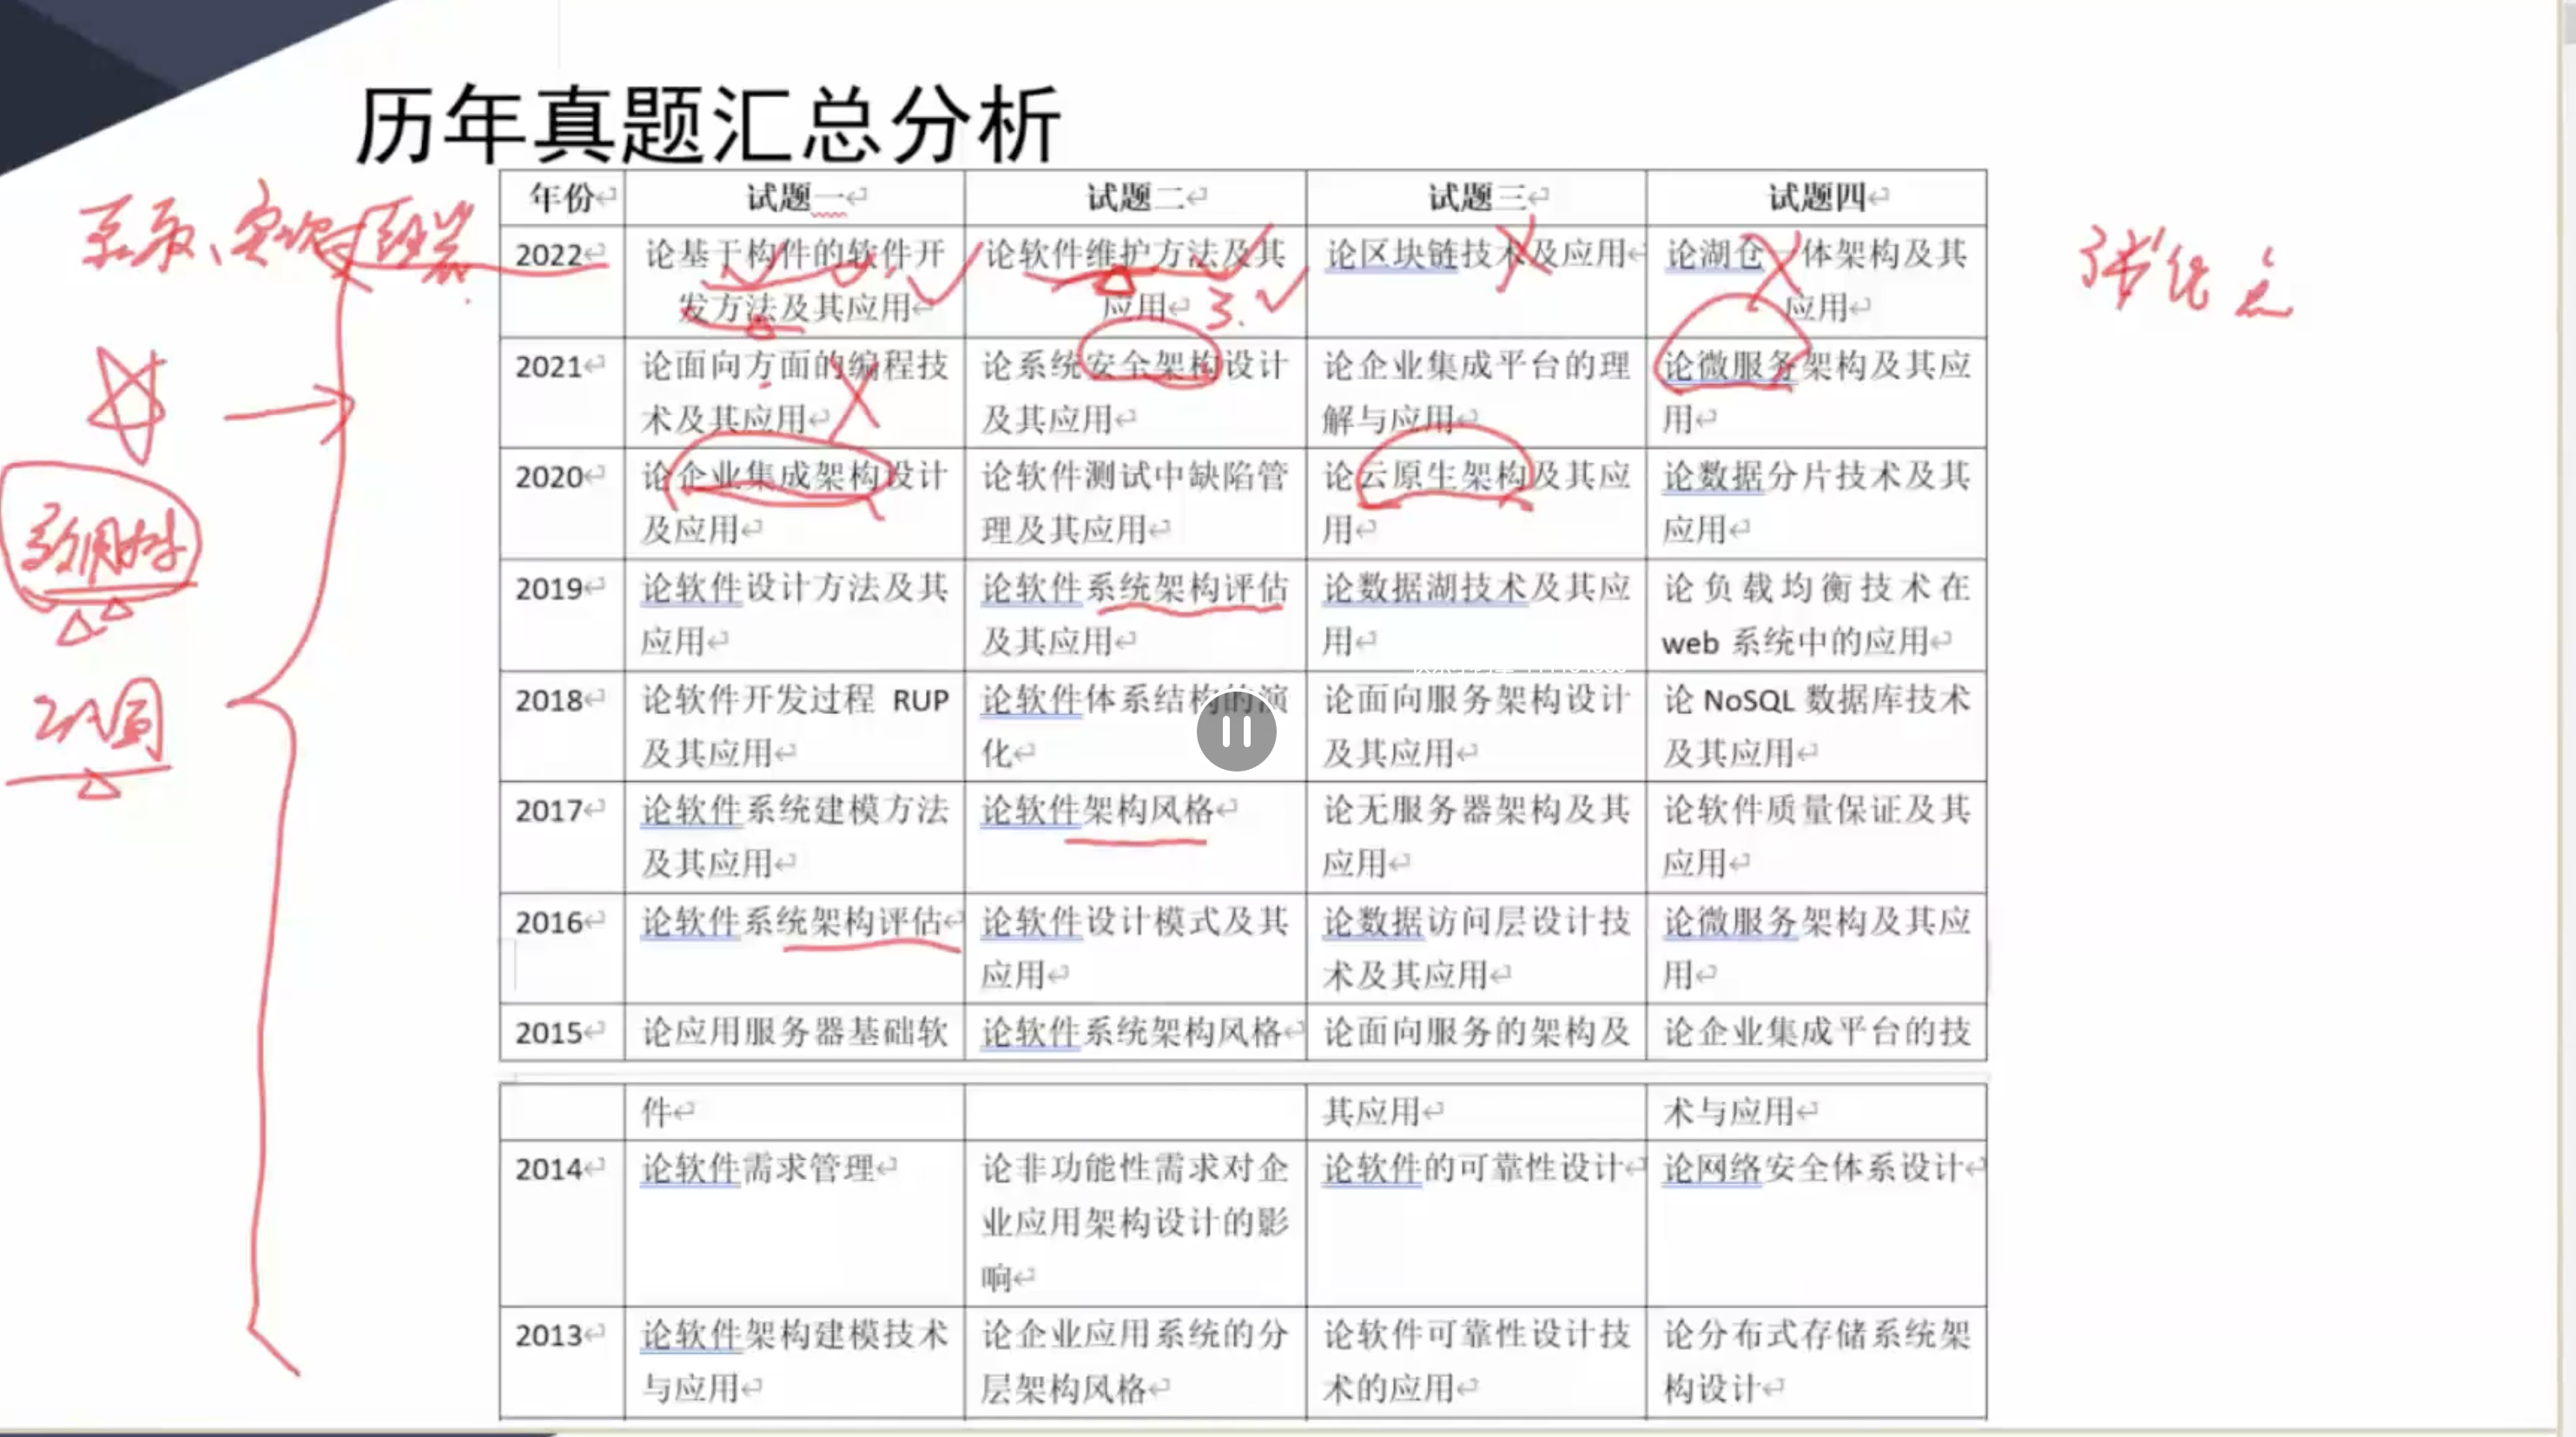 历年真题汇总分析
年份 试题一 试题二 试题三 试题四
2022 论基于构件的软件开 论软件维护方法及其 论区块链技术及应用 论湖仓一体架构及其
发方法及其应用 应用 应用
2021 论面向方面的编程技 论系统安全架构设计 论企业集成平台的理 论微服务架构及其应
术及其应用 及其应用 解与应用 用
2020 论企业集成架构设计 论软件测试中缺陷管 论云原生架构及其应 论数据分片技术及其
及应用 理及其应用 用 应用
2019 论软件设计方法及其 论软件系统架构评估 论数据湖技术及其应 论负载均衡技术在
应用 及其应用 用 web 系统中的应用
2018 论软件开发过程 RUP 论软件体系结构的演 论面向服务架构设计 论 NoSQL 数据库技术
及其应用 化 及其应用 及其应用
2017 论软件系统建模方法 论软件架构风格 论无服务器架构及其 论软件质量保证及其
及其应用 应用 应用
2016 论软件系统架构评估 论软件设计模式及其 论数据访问层设计技 论微服务架构及其应
应用 术及其应用 用
2015 论应用服务器基础软 论软件系统架构风格 论面向服务的架构及 论企业集成平台的技
件 其应用 术与应用
2014 论软件需求管理 论非功能性需求对企 论软件的可靠性设计 论网络安全体系设计
业应用架构设计的影
响
2013 论软件架构建模技术 论企业应用系统的分 论软件可靠性设计技 论分布式存储系统架
与应用 层架构风格 术的应用 构设计